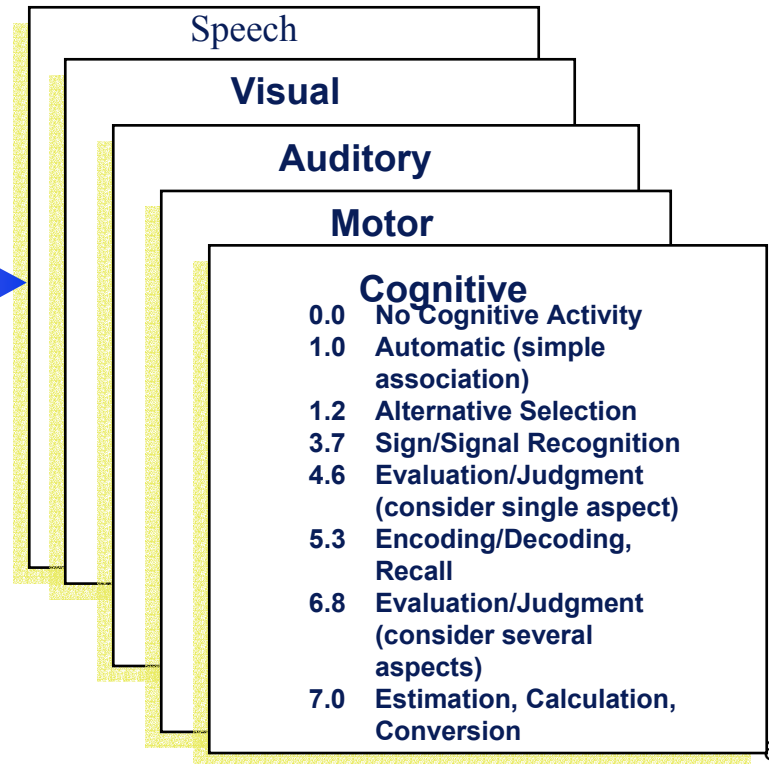 Speech
Visual
Auditory
Motor
Cognitive
0.0 No Cognitive Activity
1.0 Automatic (simple
association)
1.2 Alternative Selection
3.7 Sign/Signal Recognition
4.6 Evaluation/Judgment
(consider single aspect)
5.3 Encoding/Decoding,
Recall
6.8 Evaluation/Judgment
(consider several
aspects)
7.0 Estimation, Calculation,
Conversion